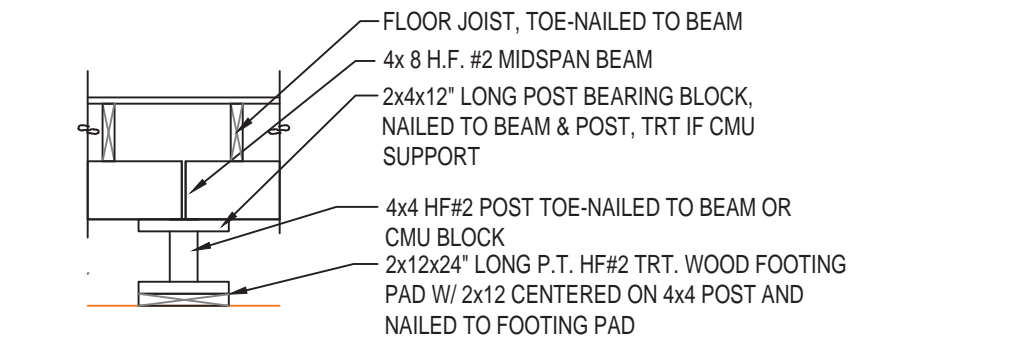 FLOOR JOIST, TOE-NAILED TO BEAM
4x 8 H.F. #2 MIDSPAN BEAM
2x4x12" LONG POST BEARING BLOCK,
NAILED TO BEAM & POST, TRT IF CMU
SUPPORT
4x4 HF#2 POST TOE-NAILED TO BEAM OR
CMU BLOCK
2x12x24" LONG P.T. HF#2 TRT. WOOD FOOTING
PAD W/ 2x12 CENTERED ON 4x4 POST AND
NAILED TO FOOTING PAD